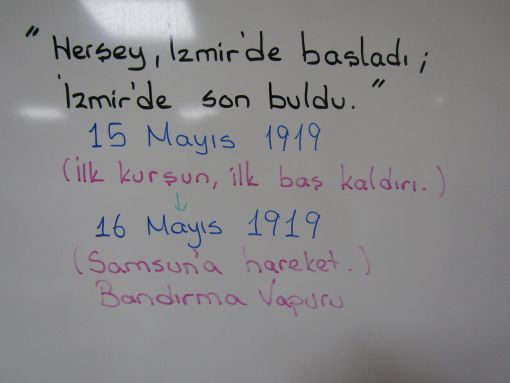 " Herşey, İzmir'de başladı ;
İzmir'de son buldu. "
15 Mayıs 1919
(İlk kurşun, ilk baş kaldırı.)
↓
16 Mayıs 1919
(Samsun'a hareket.)
Bandırma Vapuru